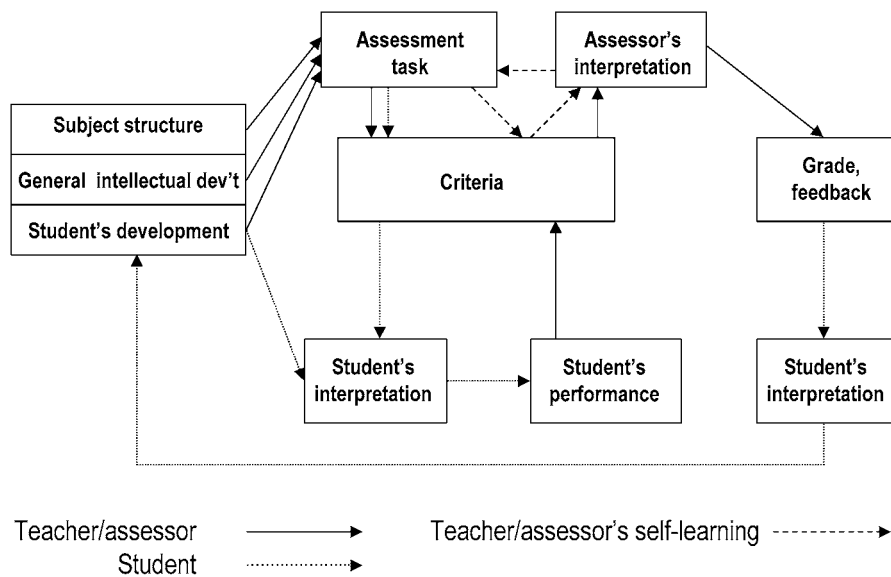 Assessment
task
Assessor's
interpretation
Subject structure
General intellectual dev't
Student's development
Criteria
Grade,
feedback
Student's
interpretation
Student's
performance
Student's
interpretation
Teacher/assessor
Teacher/assessor's self-learning
Student